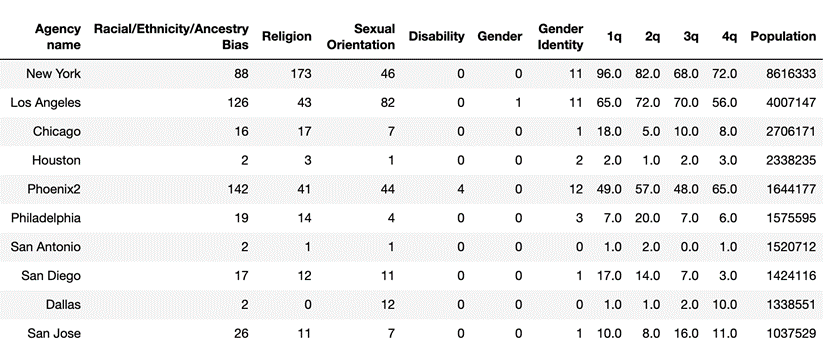 Agency name Racial/Ethnicity/Ancestry Bias Religion Sexual Orientation Disability Gender Gender Identity 1q 2q 3q 4q Population
New York 88 173 46 0 0 11 96.0 82.0 68.0 72.0 8616333
Los Angeles 126 43 82 0 1 11 65.0 72.0 70.0 56.0 4007147
Chicago 16 17 7 0 0 1 18.0 5.0 10.0 8.0 2706171
Houston 2 3 1 0 0 2 2.0 1.0 2.0 3.0 2338235
Phoenix2 142 41 44 4 0 12 49.0 57.0 48.0 65.0 1644177
Philadelphia 19 14 4 0 0 3 7.0 20.0 7.0 6.0 1575595
San Antonio 2 1 1 0 0 0 1.0 2.0 0.0 1.0 1520712
San Diego 17 12 11 0 0 1 17.0 14.0 7.0 3.0 1424116
Dallas 2 0 12 0 0 0 1.0 1.0 2.0 10.0 1338551
San Jose 26 11 7 0 0 1 10.0 8.0 16.0 11.0 1037529